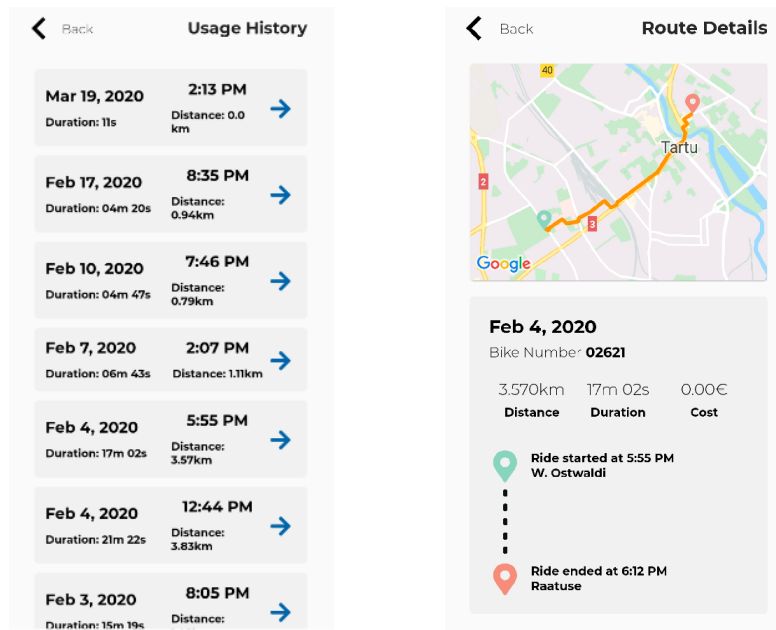 Back
Usage History
Mar 19, 2020
2:13 PM
Duration: 11s
Distance: 0.0
km
Feb 17, 2020
8:35 PM
Duration: 04m 20s
Distance:
0.94km
Feb 10, 2020
7:46 PM
Duration: 04m 47s
Distance:
0.79km
Feb 7, 2020
2:07 PM
Duration: 06m 43s
Distance: 1.11km
Feb 4, 2020
5:55 PM
Duration: 17m 02s
Distance:
3.57km
Feb 4, 2020
12:44 PM
Duration: 21m 22s
Distance:
3.83km
Feb 3, 2020
8:05 PM
Duration: 15m 19s
Distance:
Back
Route Details
40
Tartu
2
3
Google
Feb 4, 2020
Bike Number 02621
3.570km 17m 02s 0.00€
Distance Duration Cost
Ride started at 5:55 PM
W. Ostwaldi
Ride ended at 6:12 PM
Raatuse